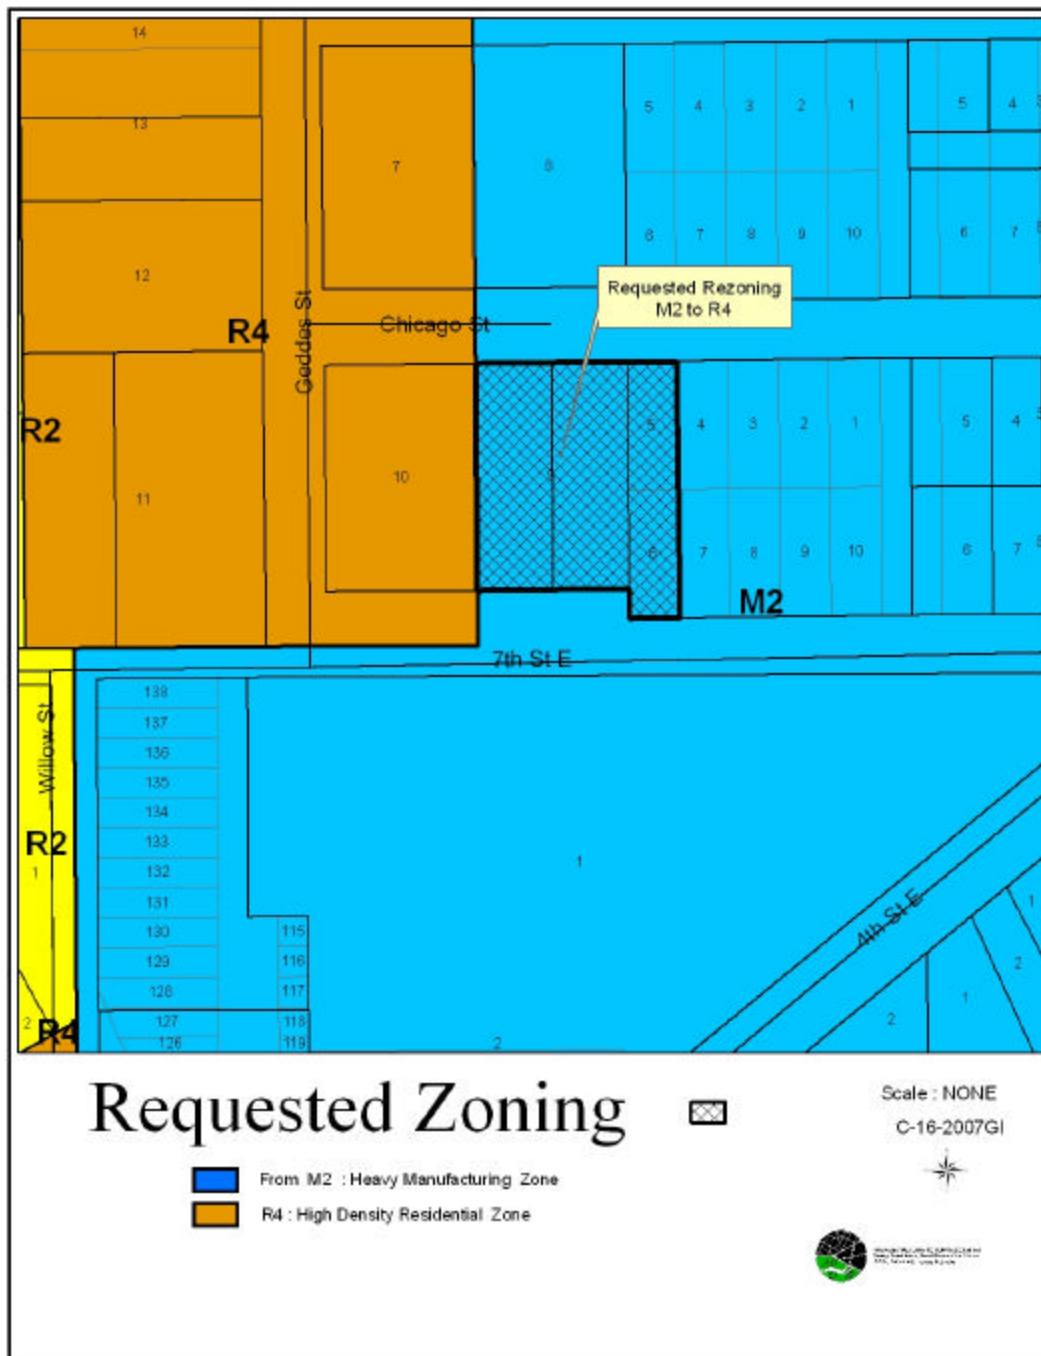 14
13
7
8
5 4 3 2 1
5 4
12
6 7 8 9 10
6 7
Requested Rezoning
M2 to R4
R4
Geddes St
Chicago St
R2
11
10
9
5 4 3 2 1
5 4
6 7 8 9 10
6 7
M2
7th St E
Willow St
138
137
136
135
134
133
132
131
130
129
128
127
126
115
116
117
118
119
R2
1
2
R4
1
2
4th St E
1
2
1
2
Requested Zoning
Scale : NONE
C-16-2007GI
From M2 : Heavy Manufacturing Zone
R4 : High Density Residential Zone